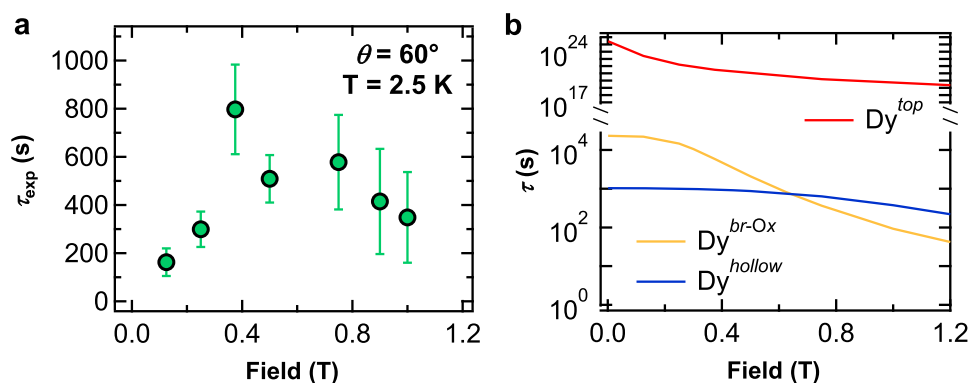 a
θ = 60°
T = 2.5 K
τexp (s)
1000
800
600
400
200
0
0.0 0.4 0.8 1.2
Field (T)
b
10^24
10^17
Dy^top
τ (s)
10^4
10^2
10^0
Dy^br-Ox
Dy^hollow
0.0 0.4 0.8 1.2
Field (T)